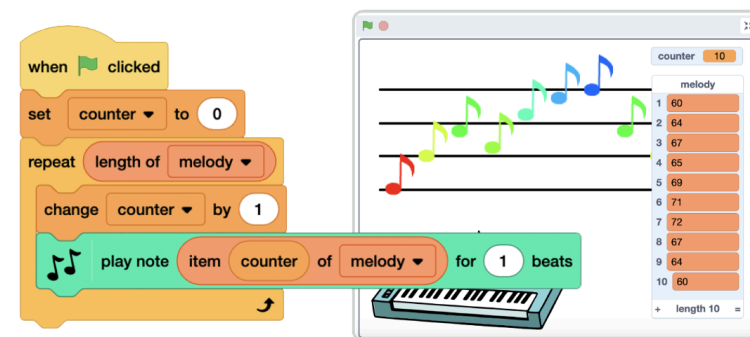 when clicked
set counter to 0
repeat length of melody
change counter by 1
play note item counter of melody for 1 beats
counter 10
melody
1 60
2 64
3 67
4 65
5 69
6 71
7 72
8 67
9 64
10 60
+ length 10 =